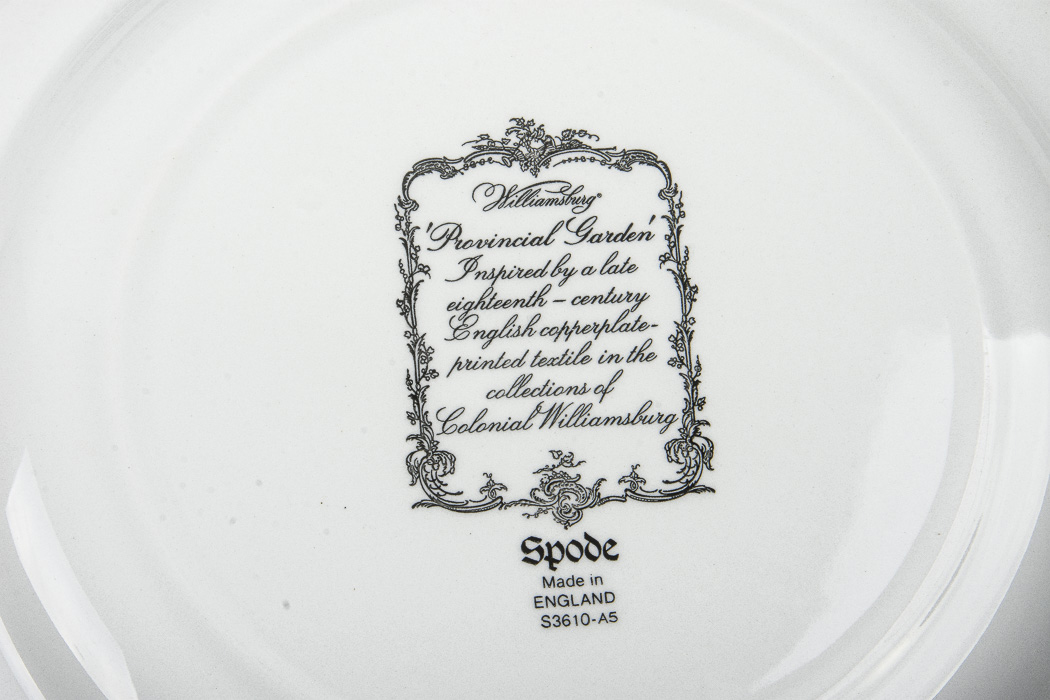 Williamsburg®
'Provincial Garden'
Inspired by a late
eighteenth – century
English copperplate-
printed textile in the
collections of
Colonial Williamsburg
Spode
Made in
ENGLAND
S3610-A5